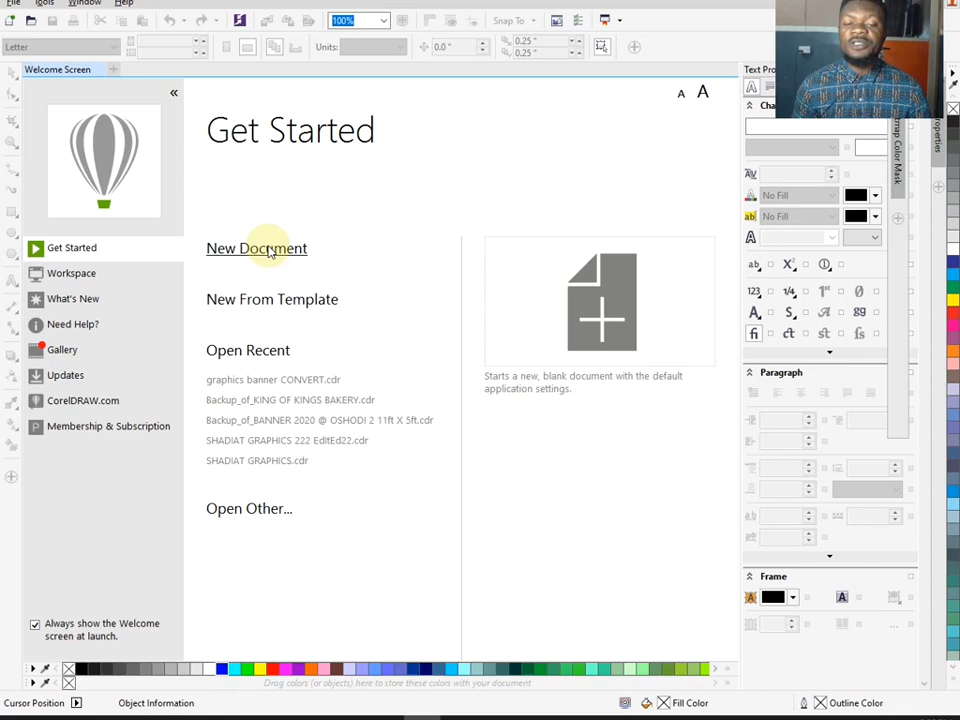 File Tools Window Help
100%
Snap To
Letter
Units:
0.0 °
0.25 "
0.25 "
Welcome Screen
Text Pro
Get Started
A A
Get Started
Workspace
What's New
Need Help?
Gallery
Updates
CorelDRAW.com
Membership & Subscription
New Document
New From Template
Open Recent
graphics banner CONVERT.cdr
Backup_of_KING OF KINGS BAKERY.cdr
Backup_of_BANNER 2020 @ OSHODI 2 11ft X 5ft.cdr
SHADIAT GRAPHICS 222 EditEd22.cdr
SHADIAT GRAPHICS.cdr
Open Other...
Starts a new, blank document with the default
application settings.
Always show the Welcome
screen at launch.
Cha
No Fill
No Fill
Paragraph
Frame
tmap Color Mask
Properties
Drag colors (or objects) here to store these colors with your document
Cursor Position
Object Information
Fill Color
Outline Color